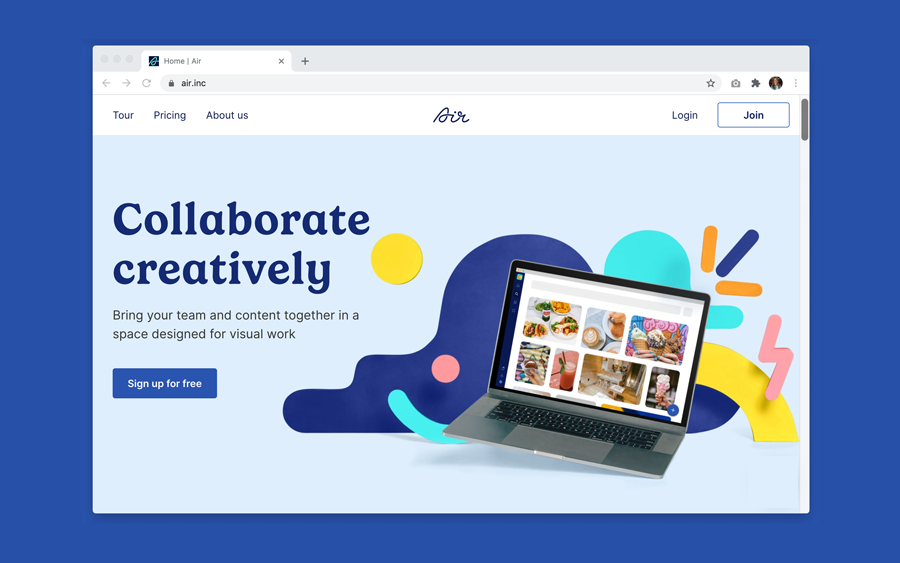 Home | Air
air.inc
Tour Pricing About us Air Login Join
Collaborate
creatively
Bring your team and content together in a
space designed for visual work
Sign up for free